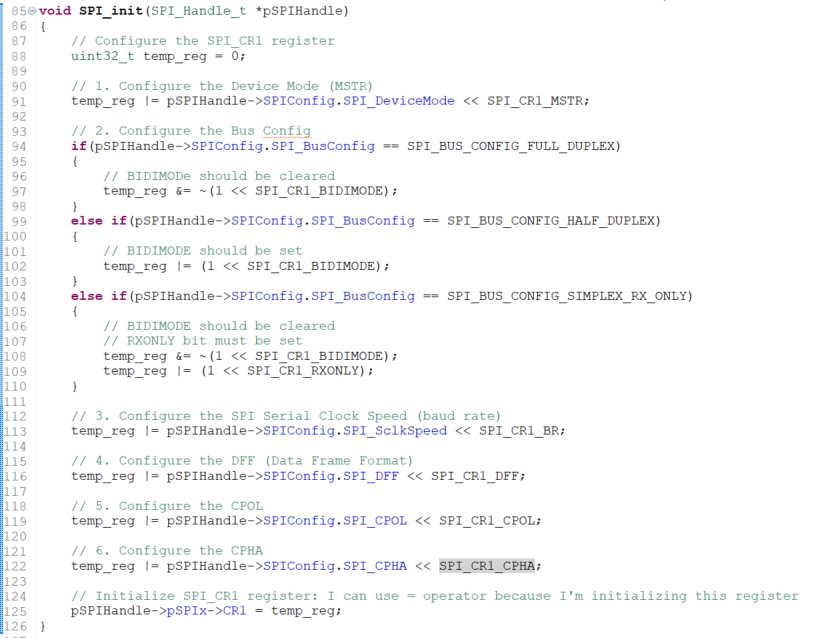 85 void SPI_init(SPI_Handle_t *pSPIHandle)
86 {
87     // Configure the SPI_CR1 register
88     uint32_t temp_reg = 0;
89
90     // 1. Configure the Device Mode (MSTR)
91     temp_reg |= pSPIHandle->SPIConfig.SPI_DeviceMode << SPI_CR1_MSTR;
92
93     // 2. Configure the Bus Config
94     if(pSPIHandle->SPIConfig.SPI_BusConfig == SPI_BUS_CONFIG_FULL_DUPLEX)
95     {
96         // BIDIMODe should be cleared
97         temp_reg &= ~(1 << SPI_CR1_BIDIMODE);
98     }
99     else if(pSPIHandle->SPIConfig.SPI_BusConfig == SPI_BUS_CONFIG_HALF_DUPLEX)
100     {
101         // BIDIMODE should be set
102         temp_reg |= (1 << SPI_CR1_BIDIMODE);
103     }
104     else if(pSPIHandle->SPIConfig.SPI_BusConfig == SPI_BUS_CONFIG_SIMPLEX_RX_ONLY)
105     {
106         // BIDIMODE should be cleared
107         // RXONLY bit must be set
108         temp_reg &= ~(1 << SPI_CR1_BIDIMODE);
109         temp_reg |= (1 << SPI_CR1_RXONLY);
110     }
111
112     // 3. Configure the SPI Serial Clock Speed (baud rate)
113     temp_reg |= pSPIHandle->SPIConfig.SPI_SclkSpeed << SPI_CR1_BR;
114
115     // 4. Configure the DFF (Data Frame Format)
116     temp_reg |= pSPIHandle->SPIConfig.SPI_DFF << SPI_CR1_DFF;
117
118     // 5. Configure the CPOL
119     temp_reg |= pSPIHandle->SPIConfig.SPI_CPOL << SPI_CR1_CPOL;
120
121     // 6. Configure the CPHA
122     temp_reg |= pSPIHandle->SPIConfig.SPI_CPHA << SPI_CR1_CPHA;
123
124     // Initialize SPI_CR1 register: I can use = operator because I'm initializing this register
125     pSPIHandle->pSPIx->CR1 = temp_reg;
126 }